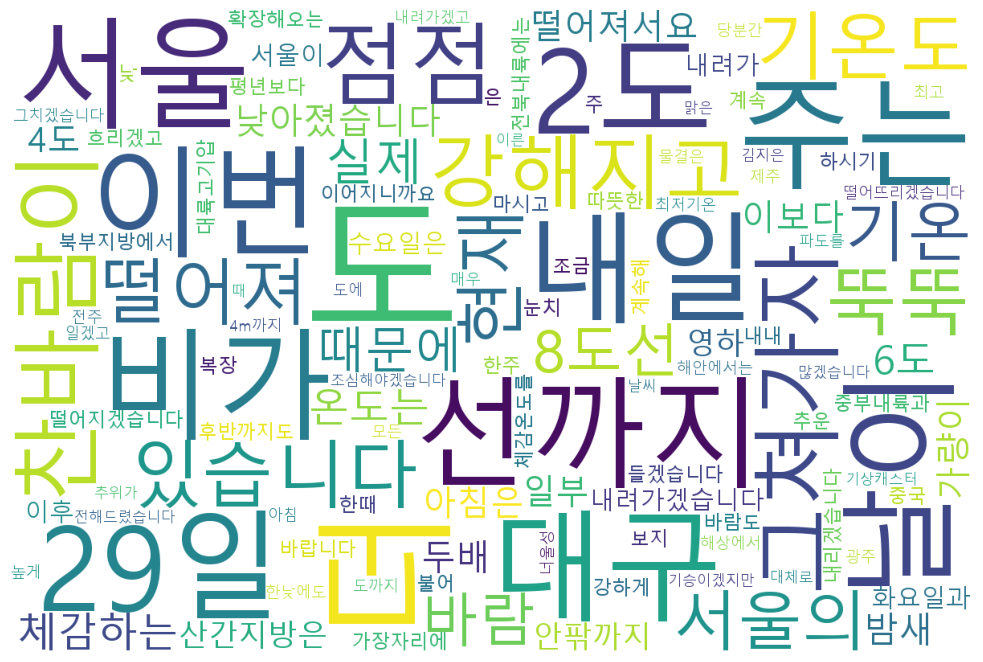 확장해오는
내려가겠고
떨어져서요
당분간
기온도
서울
점점
2도
주는
서울이
전북내륙에는
내려가
평년보다
은
주
맑은
계속
최고
그치겠습니다
낮아졌습니다
4도
흐리겠고
이른
실제
강해지고
물결은
김지은
하시기
제주
찬바람이
이번
대륙고기압
이어지니까요
마시고
따뜻한
최저기온
떨어뜨리겠습니다
도
내일
이보다
기온
북부지방에서
수요일은
현재
조금
계속해
파도를
떨어져
매우
뚝뚝
때
도에
눈치
전주
일겠고
4m까지
비가
때문에
8도선
영하
내내
쳐가자
6도
복장
한주
해안에서는
많겠습니다
조심해야겠습니다
온도는
체감온도를
날씨
중부내륙과
떨어지겠습니다
추운
후반까지도
모든
선까지
날이
가량이
있습니다
들겠습니다
기상캐스터
추위가
일부
내려가겠습니다
중국
이후
한때
아침은
그
전해드렸습니다
아침
바람도
내리겠습니다
29일
더
대구
바랍니다
두배
너울성
보지
해상에서
광주
높게
한낮에도
도까지
불어
강하게
기승이겠지만
대체로
화요일과
체감하는
산간지방은
가장자리에
바람
안팎까지
서울의
밤새